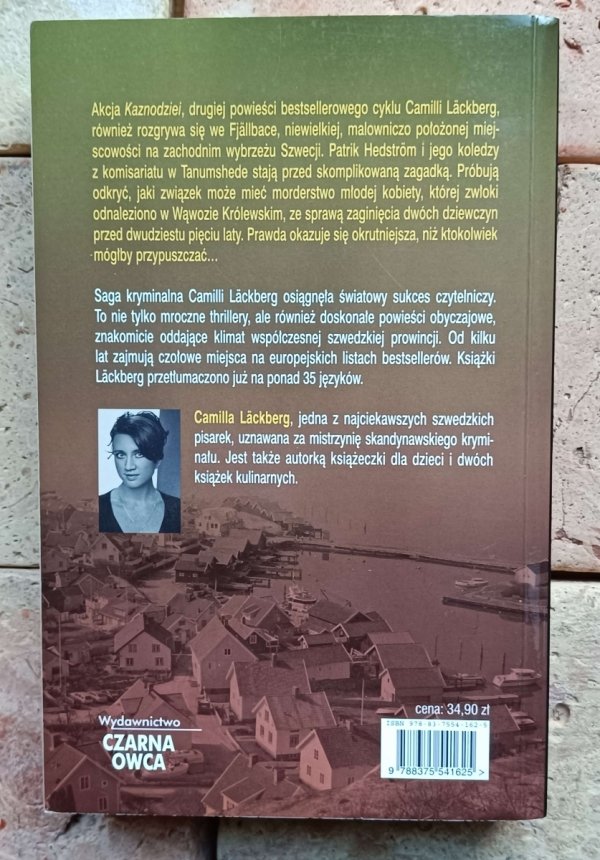 Akcja Kaznodziei, drugiej powieści bestsellerowego cyklu Camilli Läckberg,
również rozgrywa się we Fjällbace, niewielkiej, malowniczo położonej miej-
scowości na zachodnim wybrzeżu Szwecji. Patrik Hedström i jego koledzy
z komisariatu w Tanumshede stają przed skomplikowaną zagadką. Próbują
odkryć, jaki związek może mieć morderstwo młodej kobiety, której zwłoki
odnaleziono w Wąwozie Królewskim, ze sprawą zaginięcia dwóch dziewczyn
przed dwudziestu pięciu laty. Prawda okazuje się okrutniejsza, niż ktokolwiek
mógłby przypuszczać...
Saga kryminalna Camilli Läckberg osiągnęła światowy sukces czytelniczy.
To nie tylko mroczne thrillery, ale również doskonałe powieści obyczajowe,
znakomicie oddające klimat współczesnej szwedzkiej prowincji. Od kilku
lat zajmują czołowe miejsca na europejskich listach bestsellerów. Książki
Läckberg przetłumaczono już na ponad 35 języków.
Camilla Läckberg, jedna z najciekawszych szwedzkich
pisarek, uznawana za mistrzynię skandynawskiego krymi-
nału. Jest także autorką książeczki dla dzieci i dwóch
książek kulinarnych.
cena: 34,90 zł
ISBN 978-83-7554-162-5
9 788375 541625 >
Wydawnictwo
CZARNA
OWCA